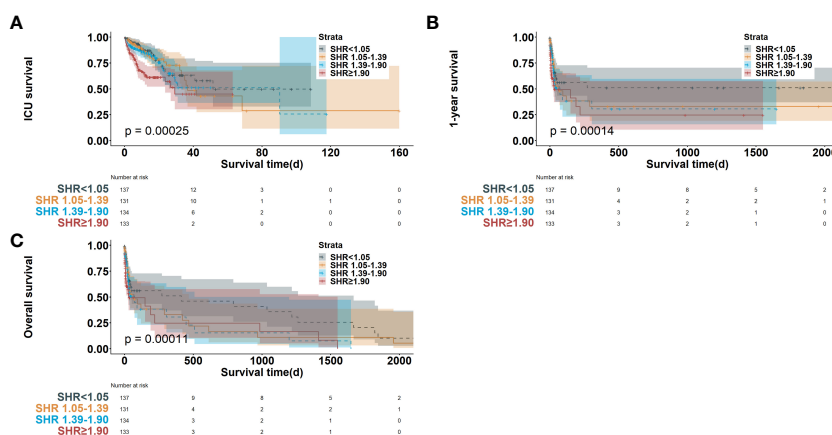 A
ICU survival
1.00
0.75
0.50
0.25
0.00
Strata
SHR<1.05
SHR 1.05-1.39
SHR 1.39-1.90
SHR≥1.90
p = 0.00025
0 40 80 120 160
Survival time(d)
Number at risk
SHR<1.05 137 12 3 0 0
SHR 1.05-1.39 131 10 1 1 0
SHR 1.39-1.90 134 6 2 0 0
SHR≥1.90 133 2 0 0 0
B
1-year survival
1.00
0.75
0.50
0.25
0.00
Strata
SHR<1.05
SHR 1.05-1.39
SHR 1.39-1.90
SHR≥1.90
p = 0.00014
0 500 1000 1500 2000
Survival time(d)
Number at risk
SHR<1.05 137 9 8 5 2
SHR 1.05-1.39 131 4 2 2 1
SHR 1.39-1.90 134 3 2 1 0
SHR≥1.90 133 3 2 1 0
C
Overall survival
1.00
0.75
0.50
0.25
0.00
Strata
SHR<1.05
SHR 1.05-1.39
SHR 1.39-1.90
SHR≥1.90
p = 0.00011
0 500 1000 1500 2000
Survival time(d)
Number at risk
SHR<1.05 137 9 8 5 2
SHR 1.05-1.39 131 4 2 2 1
SHR 1.39-1.90 134 3 2 1 0
SHR≥1.90 133 3 2 1 0